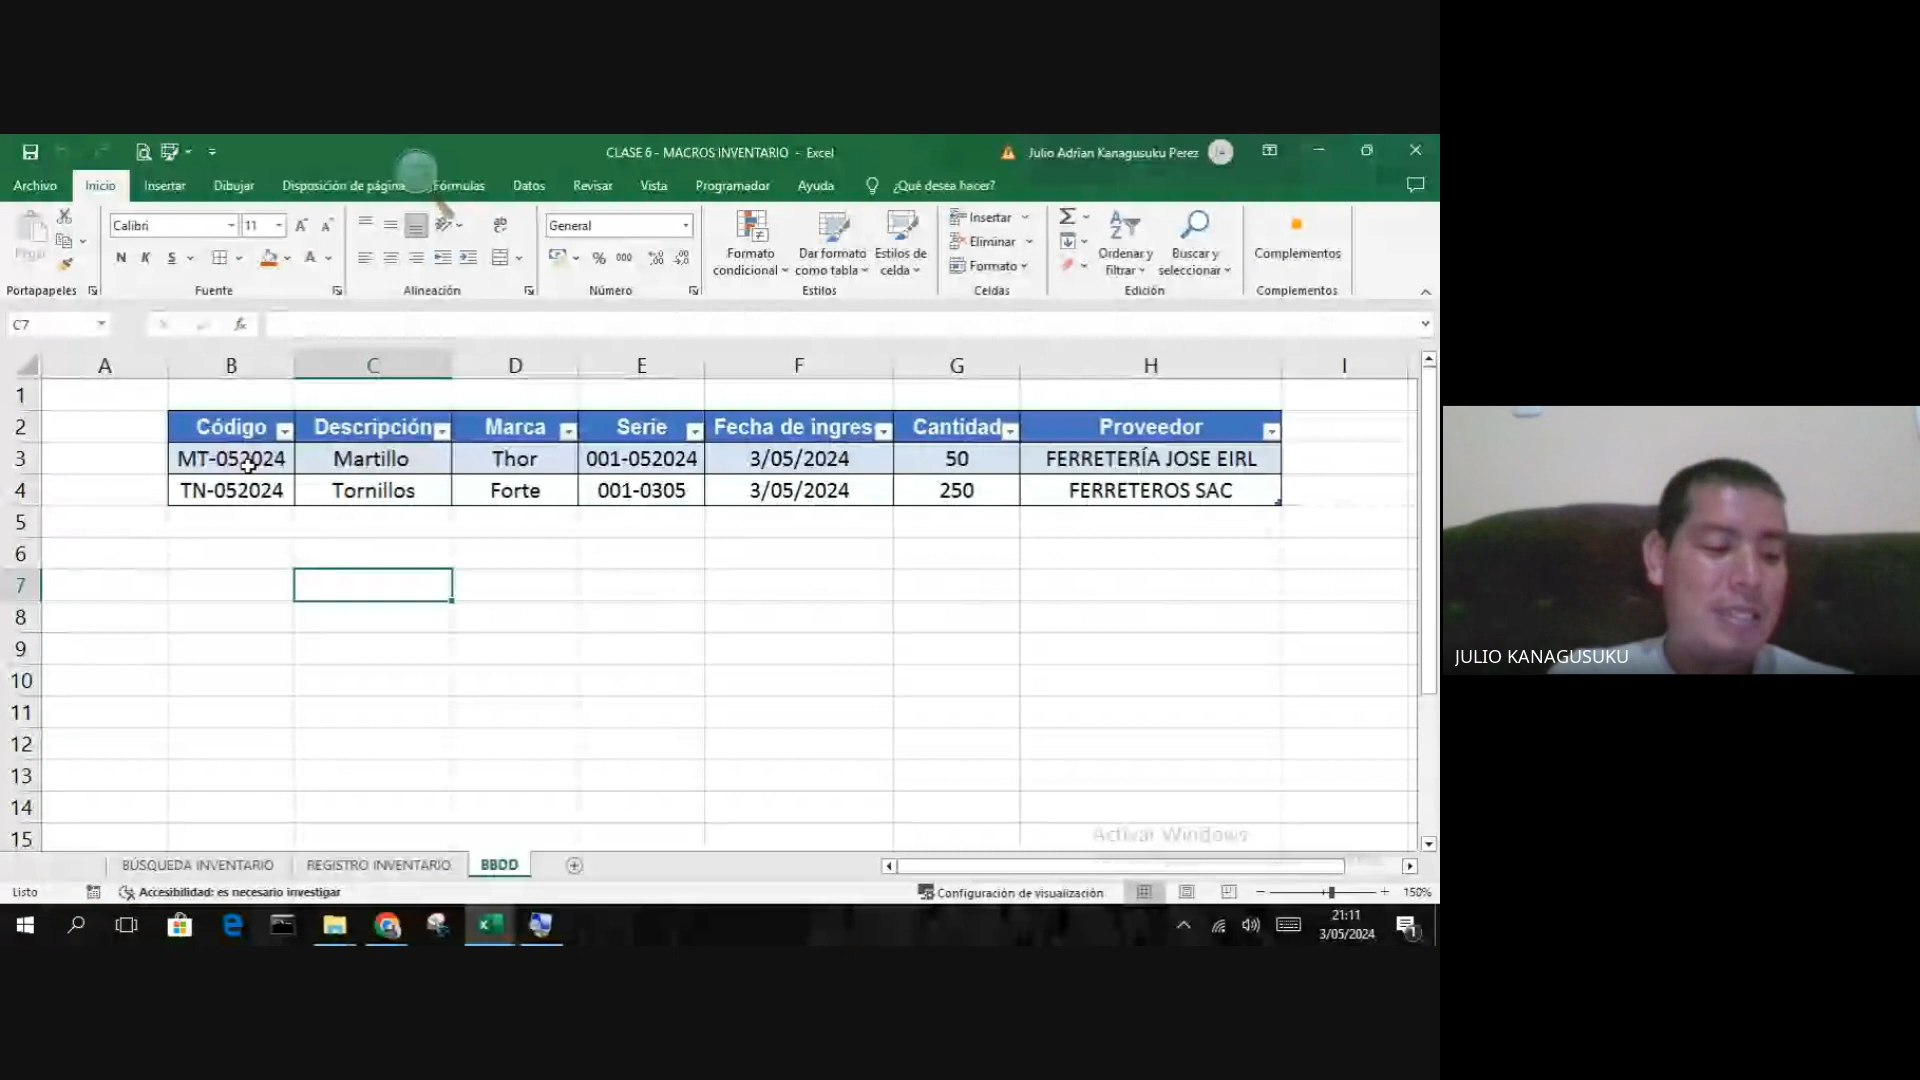 CLASE 6 - MACROS INVENTARIO - Excel
Julio Adrian Kanagusuku Perez
Archivo Inicio Insertar Dibujar Disposición de página Fórmulas Datos Revisar Vista Programador Ayuda ¿Qué desea hacer?
Pegar
Calibri 11
N K S
General
% 000
Formato condicional
Dar formato como tabla
Estilos de celda
Insertar
Eliminar
Formato
Ordenar y filtrar
Buscar y seleccionar
Complementos
Portapapeles Fuente Alineación Número Estilos Celdas Edición Complementos
C7 fx
A B C D E F G H I
1
2 Código Descripción Marca Serie Fecha de ingres Cantidad Proveedor
3 MT-052024 Martillo Thor 001-052024 3/05/2024 50 FERRETERÍA JOSE EIRL
4 TN-052024 Tornillos Forte 001-0305 3/05/2024 250 FERRETEROS SAC
5
6
7
8
9
10
11
12
13
14
15
Activar Windows
BÚSQUEDA INVENTARIO REGISTRO INVENTARIO BBDD
Listo Accesibilidad: es necesario investigar Configuración de visualización 150%
21:11
3/05/2024
1
JULIO KANAGUSUKU